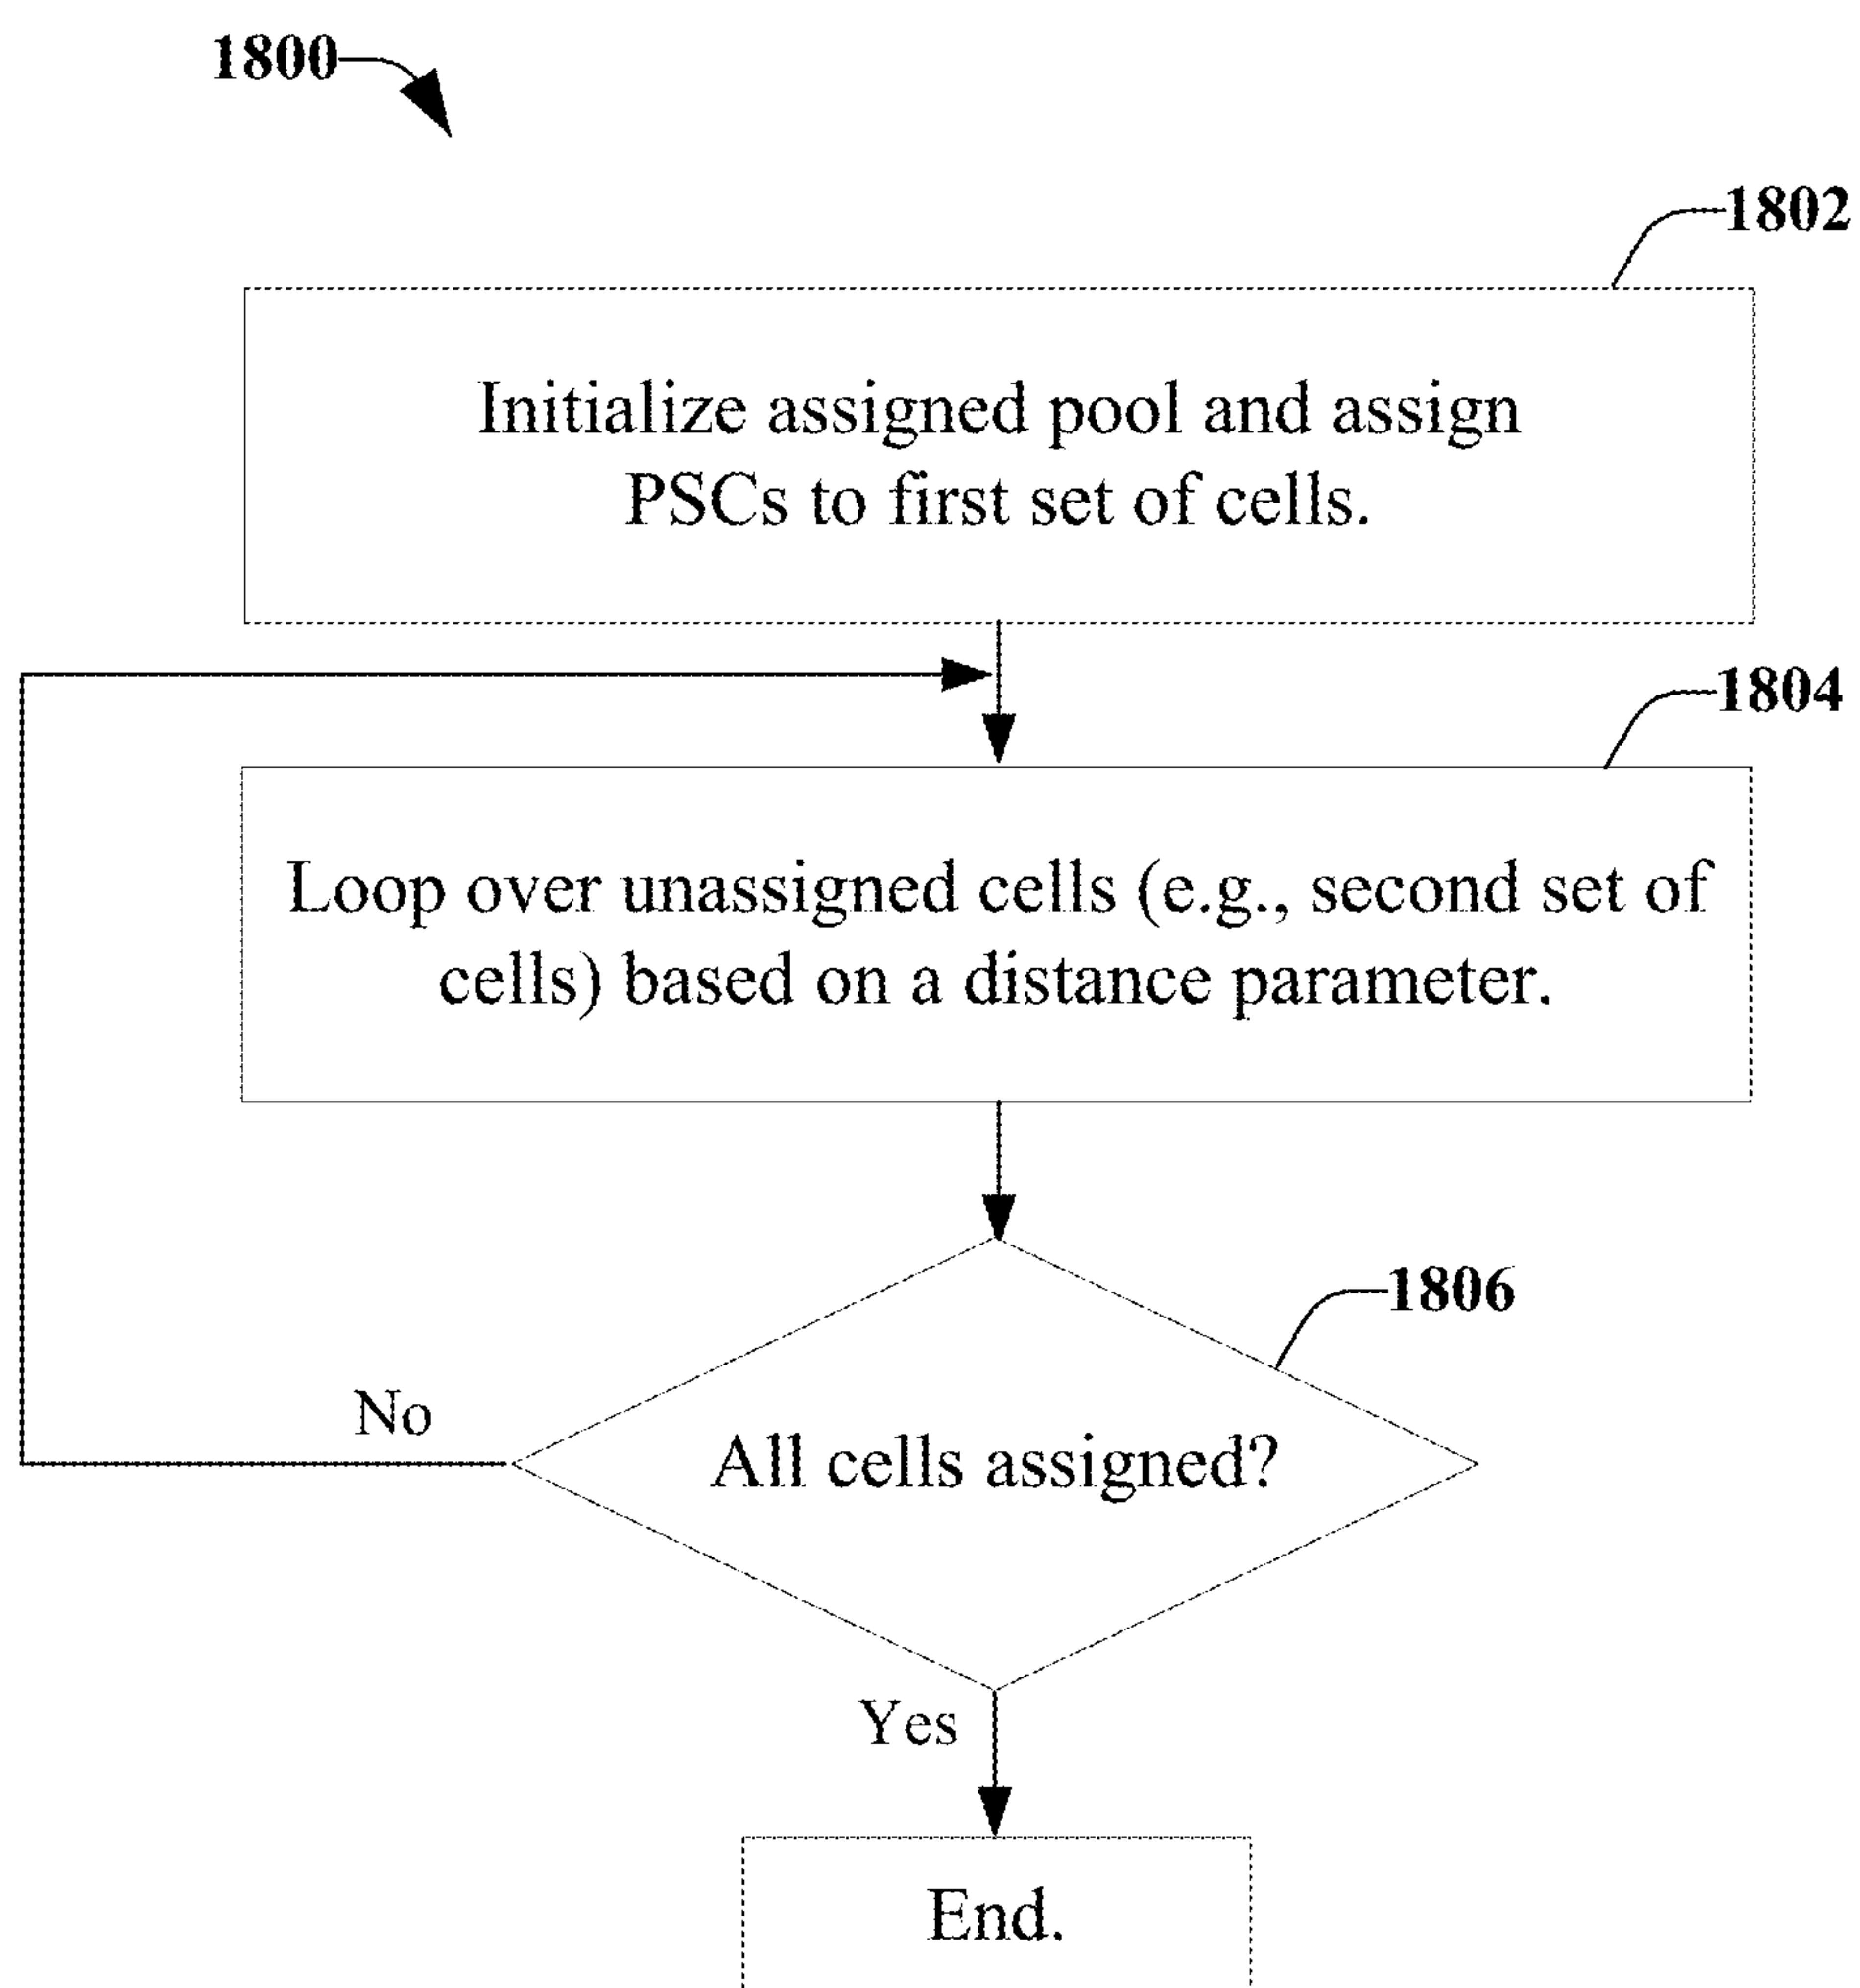 1800
1802
Initialize assigned pool and assign
PSCs to first set of cells.
1804
Loop over unassigned cells (e.g., second set of
cells) based on a distance parameter.
1806
No
All cells assigned?
Yes
End.